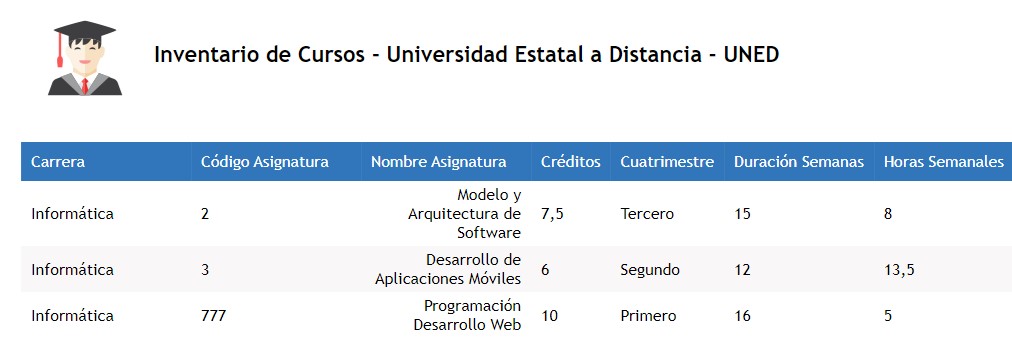 Inventario de Cursos - Universidad Estatal a Distancia - UNED
Carrera Código Asignatura Nombre Asignatura Créditos Cuatrimestre Duración Semanas Horas Semanales
Informática 2 Modelo y Arquitectura de Software 7,5 Tercero 15 8
Informática 3 Desarrollo de Aplicaciones Móviles 6 Segundo 12 13,5
Informática 777 Programación Desarrollo Web 10 Primero 16 5